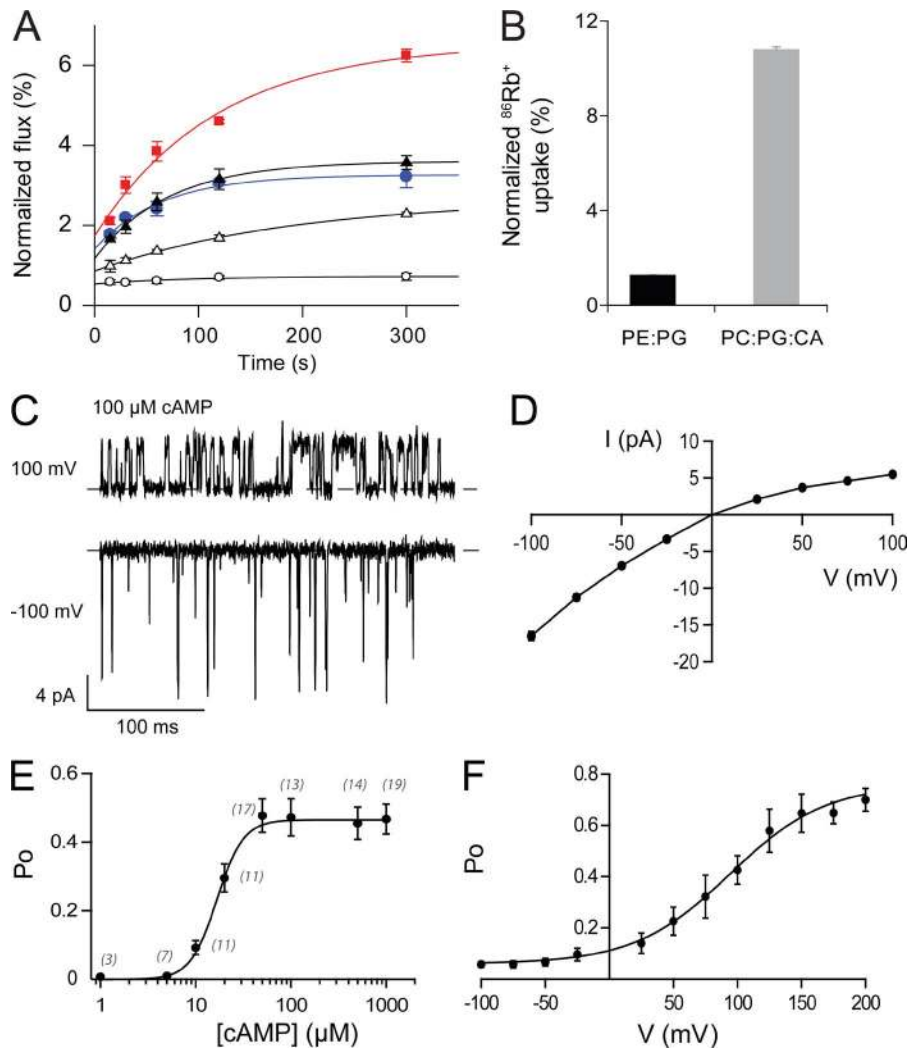 A
Normailzed flux (%)
6
4
2
0
0
100
200
300
Time (s)
B
Normalized ⁸⁶Rb⁺
uptake (%)
12
8
4
0
PE:PG
PC:PG:CA
C
100 µM cAMP
100 mV
-100 mV
4 pA
100 ms
D
I (pA)
10
5
-5
-10
-15
-20
-100
-50
50
100
V (mV)
E
Po
0.6
0.4
0.2
0
(3)
(7)
(11)
(11)
(17)
(13)
(14)
(19)
1
10
100
1000
[cAMP] (µM)
F
Po
0.8
0.6
0.4
0.2
-100
-50
50
100
150
200
V (mV)